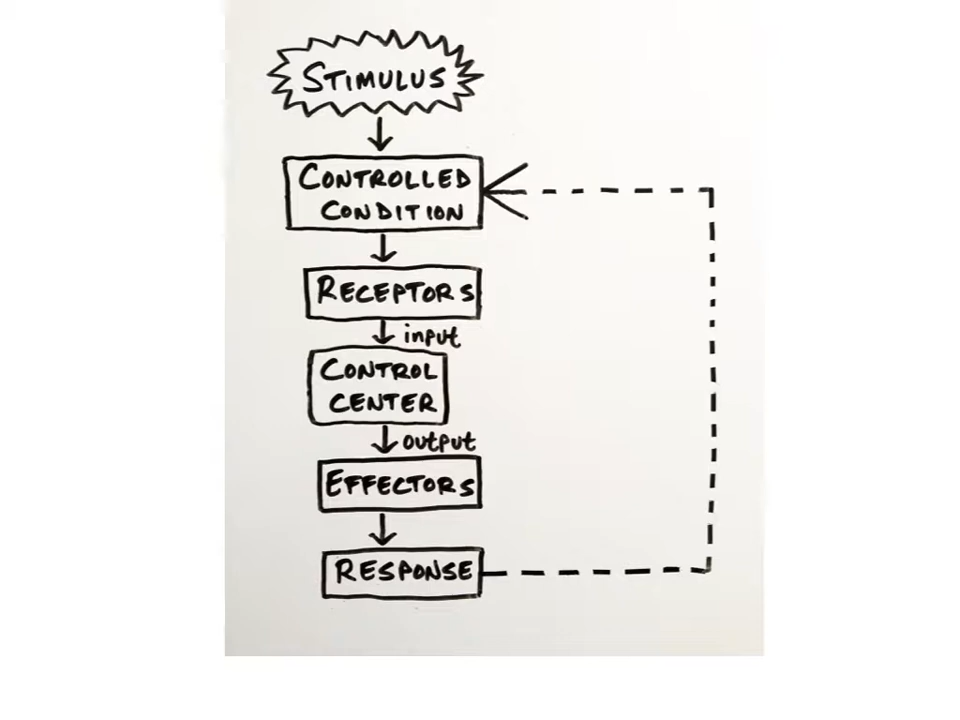 STIMULUS
CONTROLLED
CONDITION
RECEPTORS
input
CONTROL
CENTER
output
EFFECTORS
RESPONSE